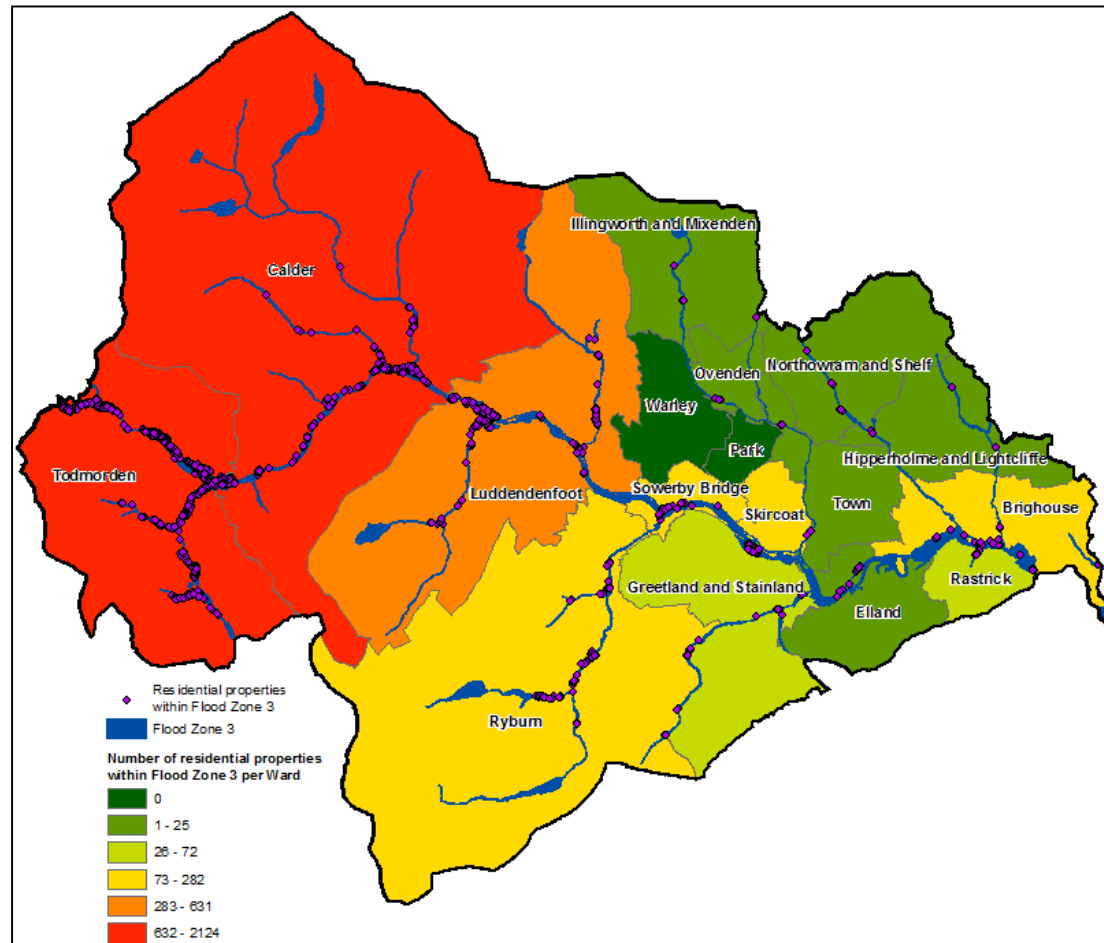 Illingworth and Mixenden
Calder
Ovenden
Northowram and Shelf
Warley
Park
Hipperholme and Lightcliffe
Todmorden
Luddendenfoot
Sowerby Bridge
Skircoat
Town
Brighouse
Greetland and Stainland
Rastrick
Elland
Ryburn
Residential properties
within Flood Zone 3
Flood Zone 3
Number of residential properties
within Flood Zone 3 per Ward
0
1 - 25
26 - 72
73 - 282
283 - 631
632 - 2124